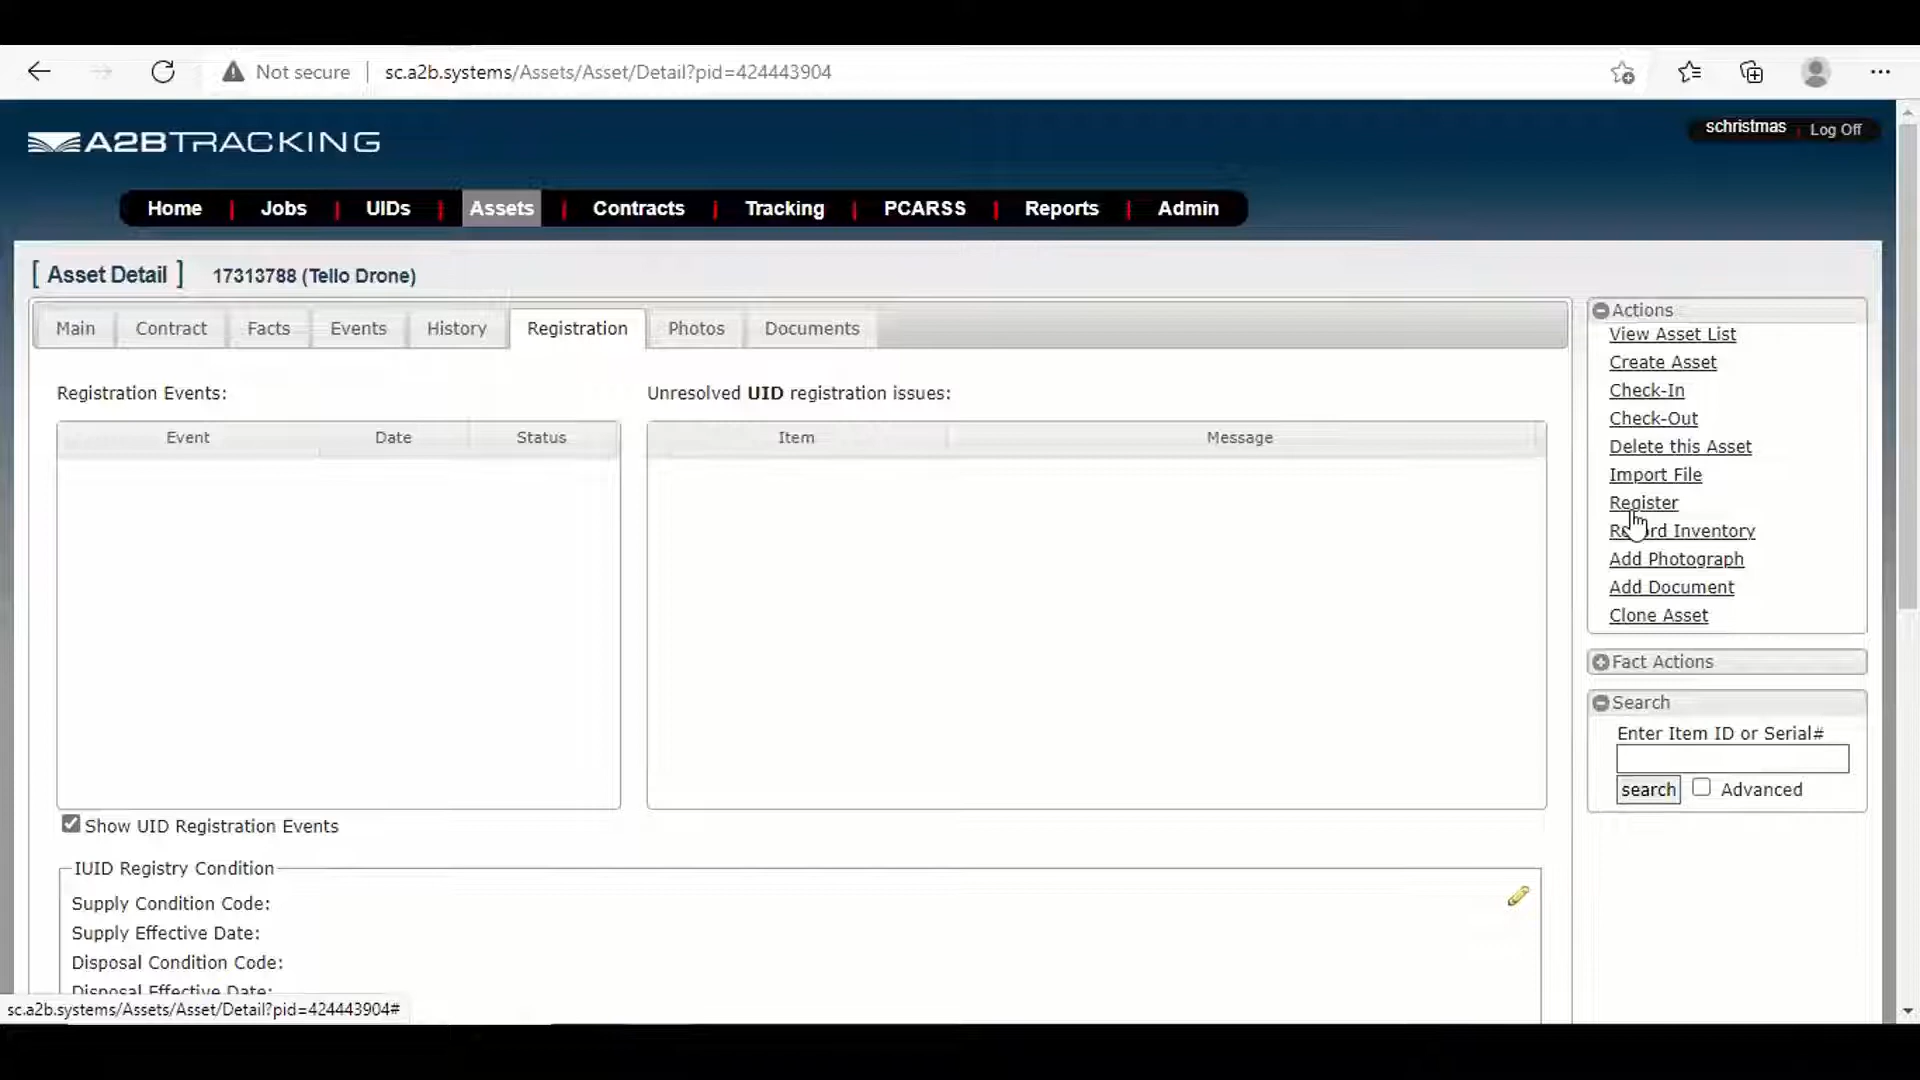 Not secure
sc.a2b.systems/Assets/Asset/Detail?pid=424443904
A2BTRACKING
schristmas
Log Off
Home
Jobs
UIDs
Assets
Contracts
Tracking
PCARSS
Reports
Admin
[ Asset Detail ]
17313788 (Tello Drone)
Main
Contract
Facts
Events
History
Registration
Photos
Documents
Registration Events:
Event
Date
Status
Unresolved UID registration issues:
Item
Message
Show UID Registration Events
IUID Registry Condition
Supply Condition Code:
Supply Effective Date:
Disposal Condition Code:
Disposal Effective Date:
Actions
View Asset List
Create Asset
Check-In
Check-Out
Delete this Asset
Import File
Register
Record Inventory
Add Photograph
Add Document
Clone Asset
Fact Actions
Search
Enter Item ID or Serial#
search
Advanced
sc.a2b.systems/Assets/Asset/Detail?pid=424443904#